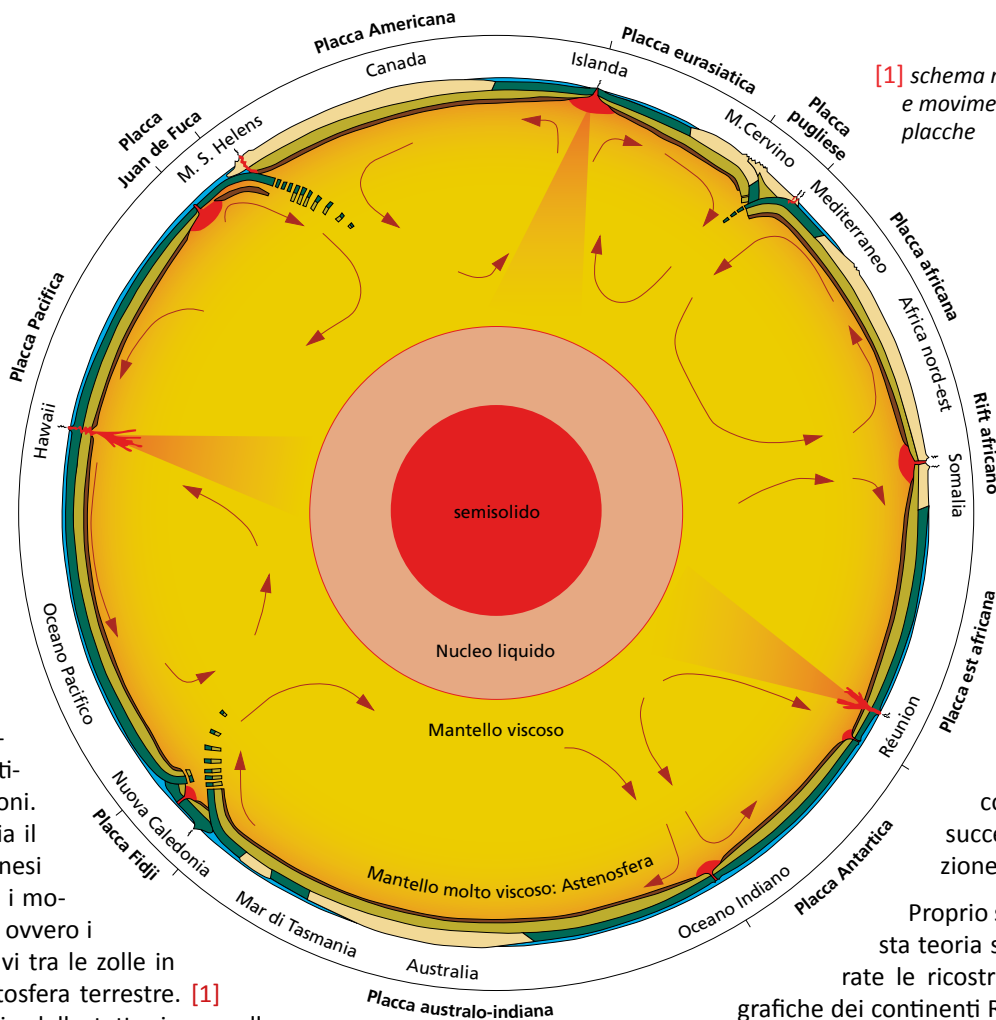 Placca Americana
Canada
Islanda
Placca eurasiatica
M.Cervino
Placca
pugliese
Mediterraneo
Placca africana
Africa nord-est
Rift africano
Somalia
Placca est africana
Réunion
Placca Antartica
Oceano Indiano
Placca australo-indiana
Australia
Mar di Tasmania
Placca Fidji
Nuova Caledonia
Oceano Pacifico
Hawaii
Placca Pacifica
Placca
Juan de Fuca
M. S. Helens
semisolido
Nucleo liquido
Mantello viscoso
Mantello molto viscoso: Astenosfera
[1] schema
e movime
placche
ti-
oni.
ia il
nesi
i mo-
ovvero i
vi tra le zolle in
tosfera terrestre. [1]
co
succe
zione
Proprio s
sta teoria s
rate le ricostr
grafiche dei continenti